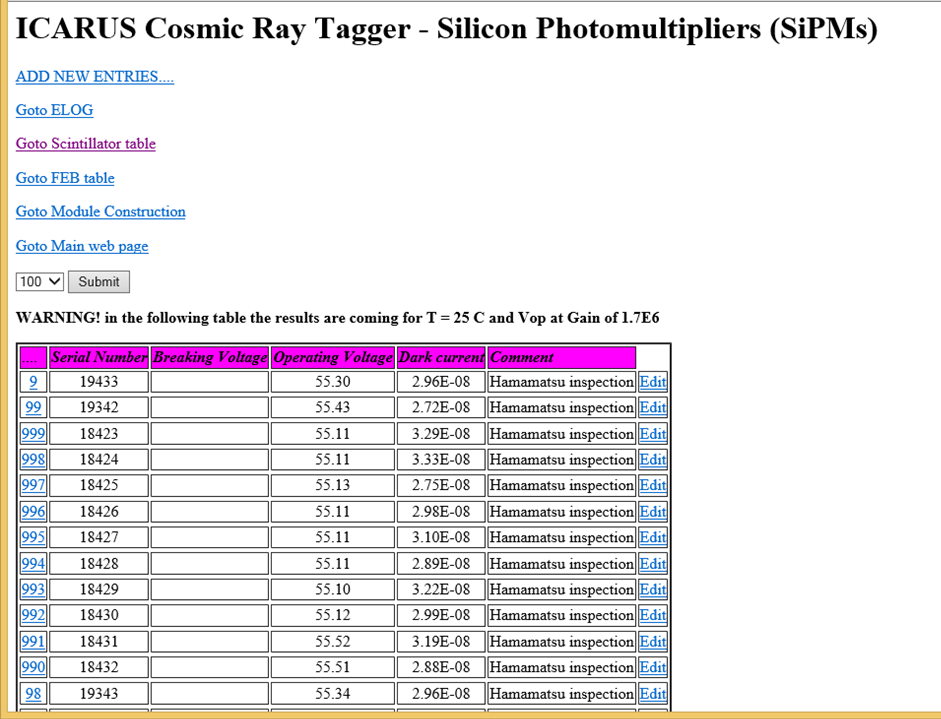 ICARUS Cosmic Ray Tagger - Silicon Photomultipliers (SiPMs)
ADD NEW ENTRIES....
Goto ELOG
Goto Scintillator table
Goto FEB table
Goto Module Construction
Goto Main web page
100 Submit
WARNING! in the following table the results are coming for T = 25 C and Vop at Gain of 1.7E6
.... Serial Number Breaking Voltage Operating Voltage Dark current Comment
9 19433 55.30 2.96E-08 Hamamatsu inspection Edit
99 19342 55.43 2.72E-08 Hamamatsu inspection Edit
999 18423 55.11 3.29E-08 Hamamatsu inspection Edit
998 18424 55.11 3.33E-08 Hamamatsu inspection Edit
997 18425 55.13 2.75E-08 Hamamatsu inspection Edit
996 18426 55.11 2.98E-08 Hamamatsu inspection Edit
995 18427 55.11 3.10E-08 Hamamatsu inspection Edit
994 18428 55.11 2.89E-08 Hamamatsu inspection Edit
993 18429 55.10 3.22E-08 Hamamatsu inspection Edit
992 18430 55.12 2.99E-08 Hamamatsu inspection Edit
991 18431 55.52 3.19E-08 Hamamatsu inspection Edit
990 18432 55.51 2.88E-08 Hamamatsu inspection Edit
98 19343 55.34 2.96E-08 Hamamatsu inspection Edit